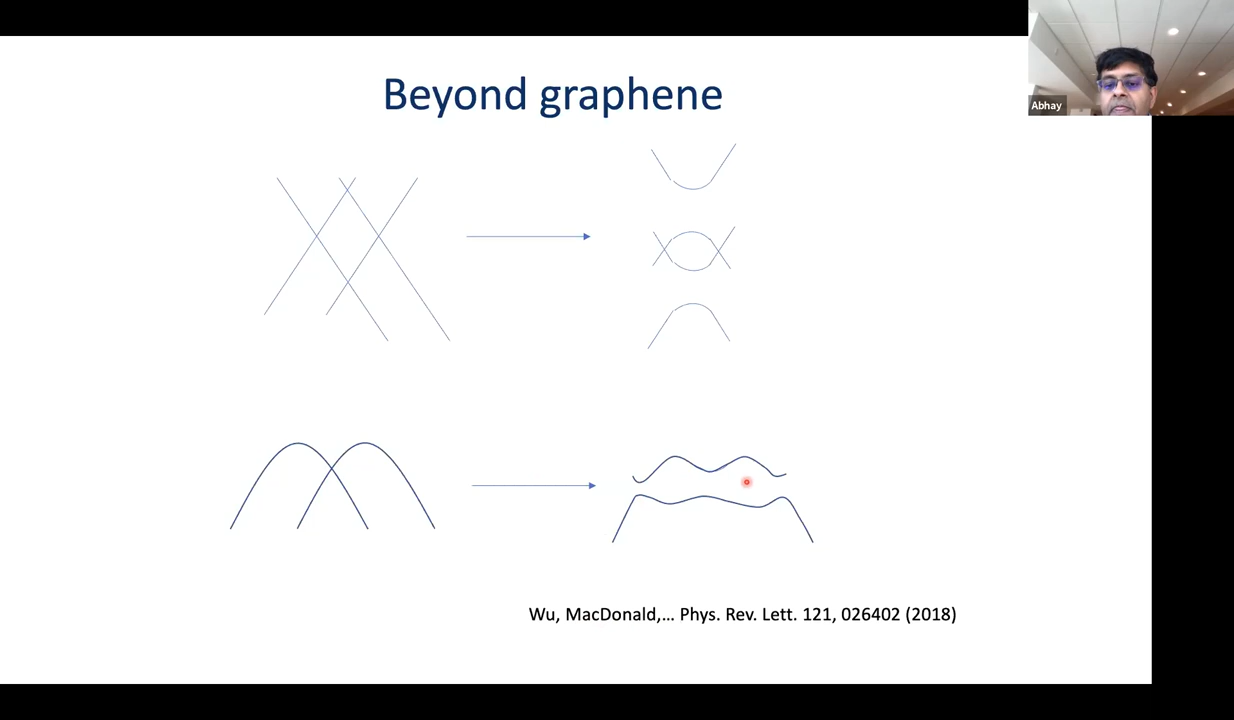 Beyond graphene
Abhay
Wu, MacDonald,... Phys. Rev. Lett. 121, 026402 (2018)